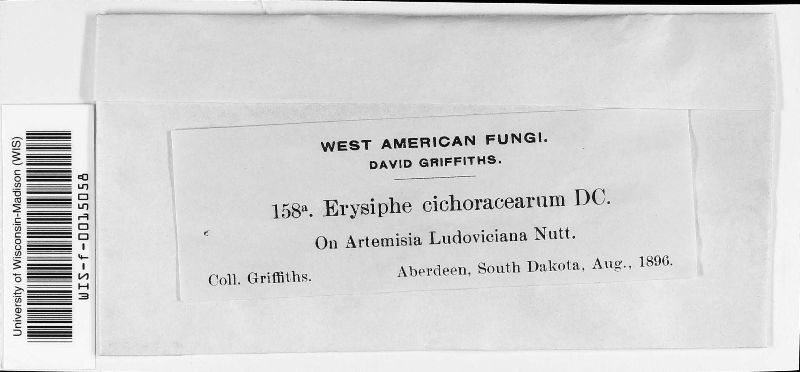 WEST AMERICAN FUNGI.
DAVID GRIFFITHS.
158a. Erysiphe cichoracearum DC.
On Artemisia Ludoviciana Nutt.
Coll. Griffiths. Aberdeen, South Dakota, Aug., 1896.
University of Wisconsin-Madison (WIS)
WIS-f-0015058